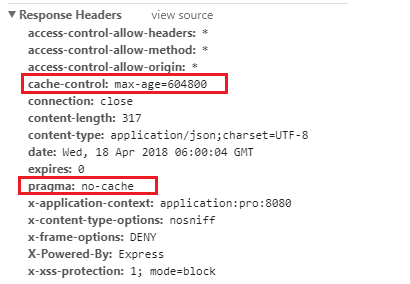 ▼ Response Headers view source
access-control-allow-headers: *
access-control-allow-method: *
access-control-allow-origin: *
cache-control: max-age=604800
connection: close
content-length: 317
content-type: application/json;charset=UTF-8
date: Wed, 18 Apr 2018 06:00:04 GMT
expires: 0
pragma: no-cache
x-application-context: application:pro:8080
x-content-type-options: nosniff
x-frame-options: DENY
X-Powered-By: Express
x-xss-protection: 1; mode=block